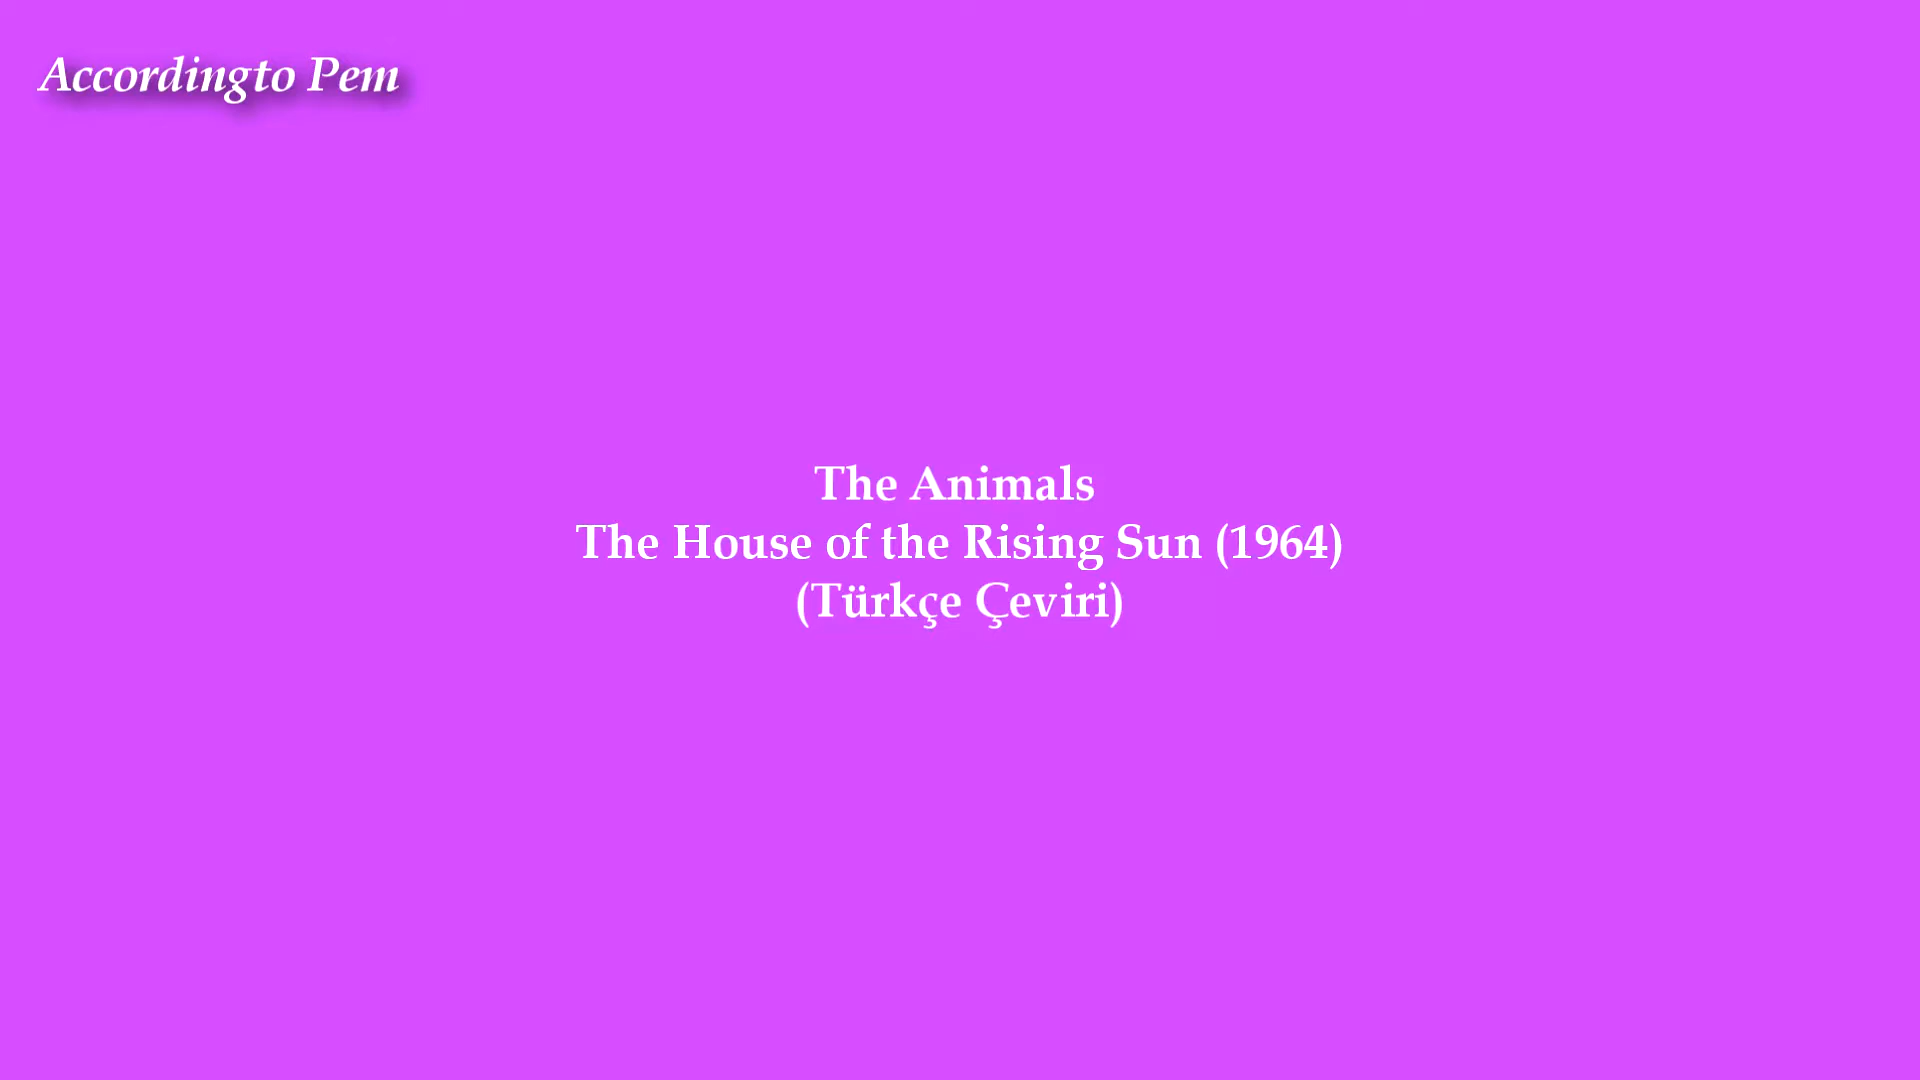 Accordingto Pem
The Animals
The House of the Rising Sun (1964)
(Türkçe Çeviri)